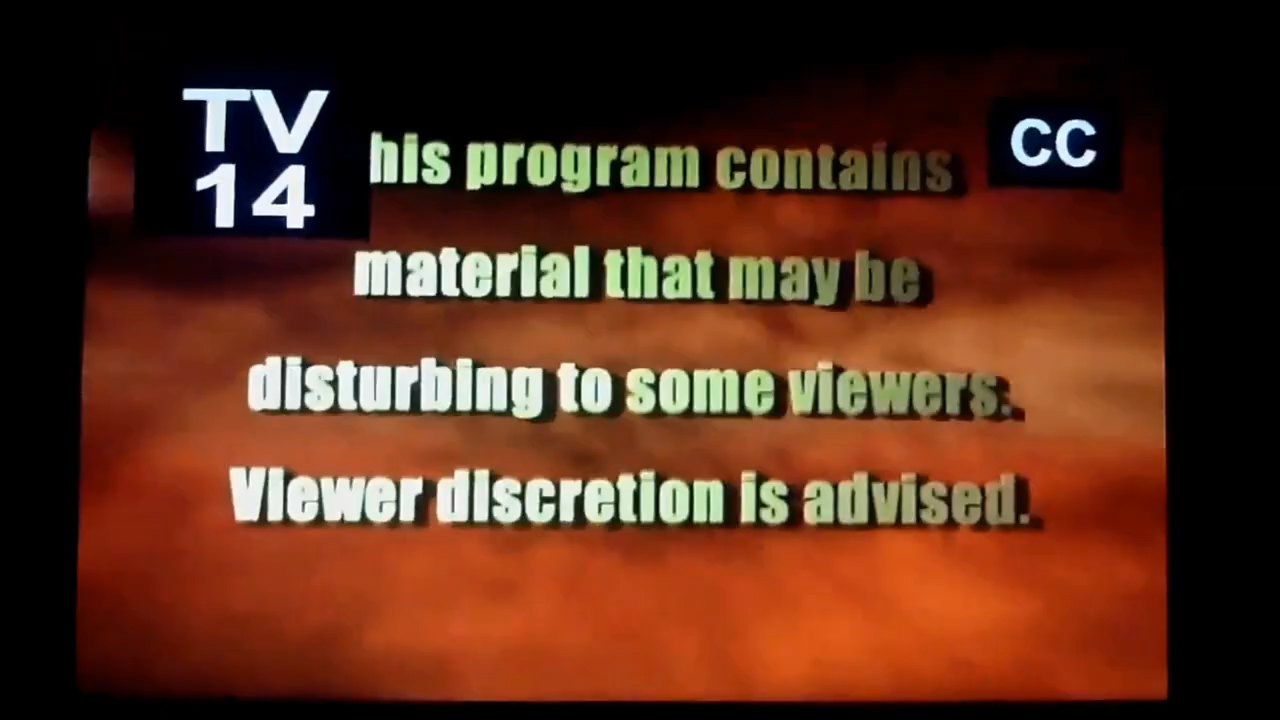 TV
14
CC
his program contains
material that may be
disturbing to some viewers.
Viewer discretion is advised.